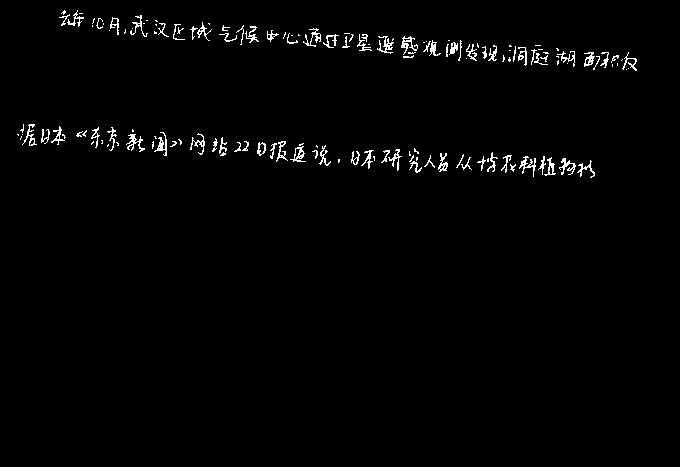 去年10月,武汉区域气候中心通过卫星遥感观测发现,洞庭湖面积仅
据日本《东京新闻》网站22日报道说,日本研究人员从特农科植物